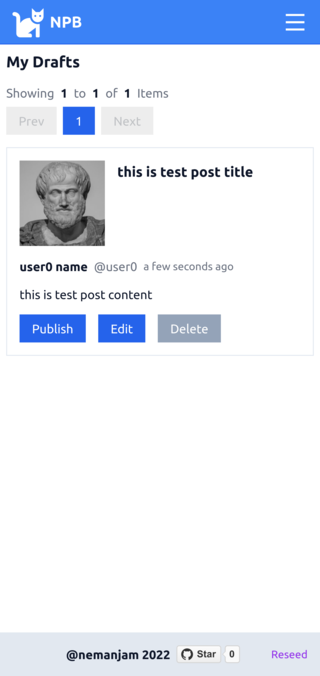 NPB
My Drafts
Showing 1 to 1 of 1 Items
Prev 1 Next
this is test post title
user0 name @user0 a few seconds ago
this is test post content
Publish Edit Delete
@nemanjam 2022 Star 0 Reseed